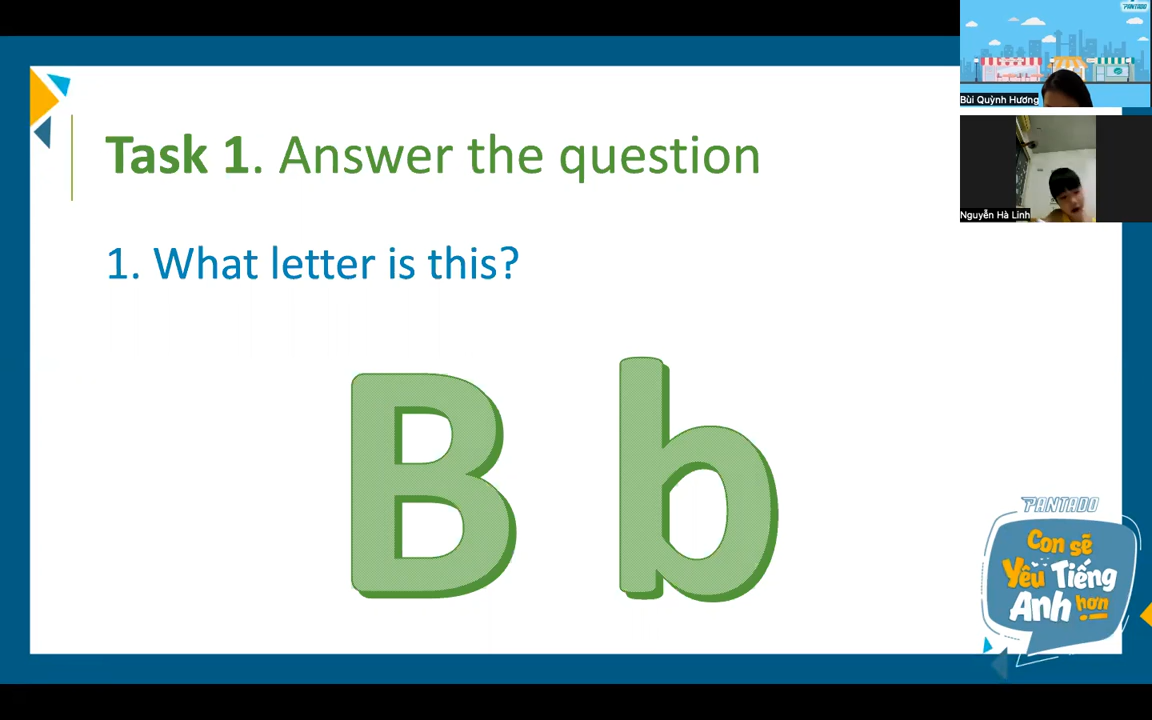 PANTADO
Bùi Quỳnh Hương
Nguyễn Hà Linh
Task 1. Answer the question
1. What letter is this?
B b
PANTADO
Con sẽ
Yêu Tiếng
Anh hơn